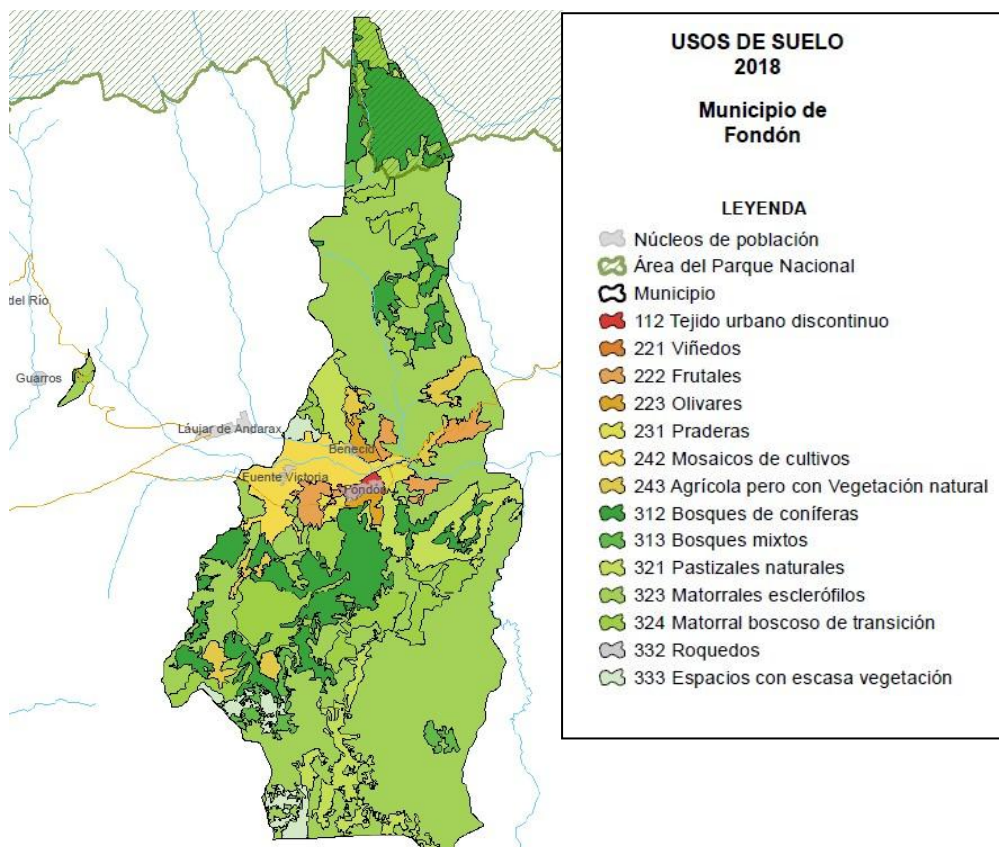 USOS DE SUELO
2018
Municipio de
Fondón
LEYENDA
Núcleos de población
Área del Parque Nacional
Municipio
112 Tejido urbano discontinuo
221 Viñedos
222 Frutales
223 Olivares
231 Praderas
242 Mosaicos de cultivos
243 Agrícola pero con Vegetación natural
312 Bosques de coníferas
313 Bosques mixtos
321 Pastizales naturales
323 Matorrales esclerófilos
324 Matorral boscoso de transición
332 Roquedos
333 Espacios con escasa vegetación
del Río
Guarros
Láujar de Andarax
Benecid
Fuente Victoria
Fondón